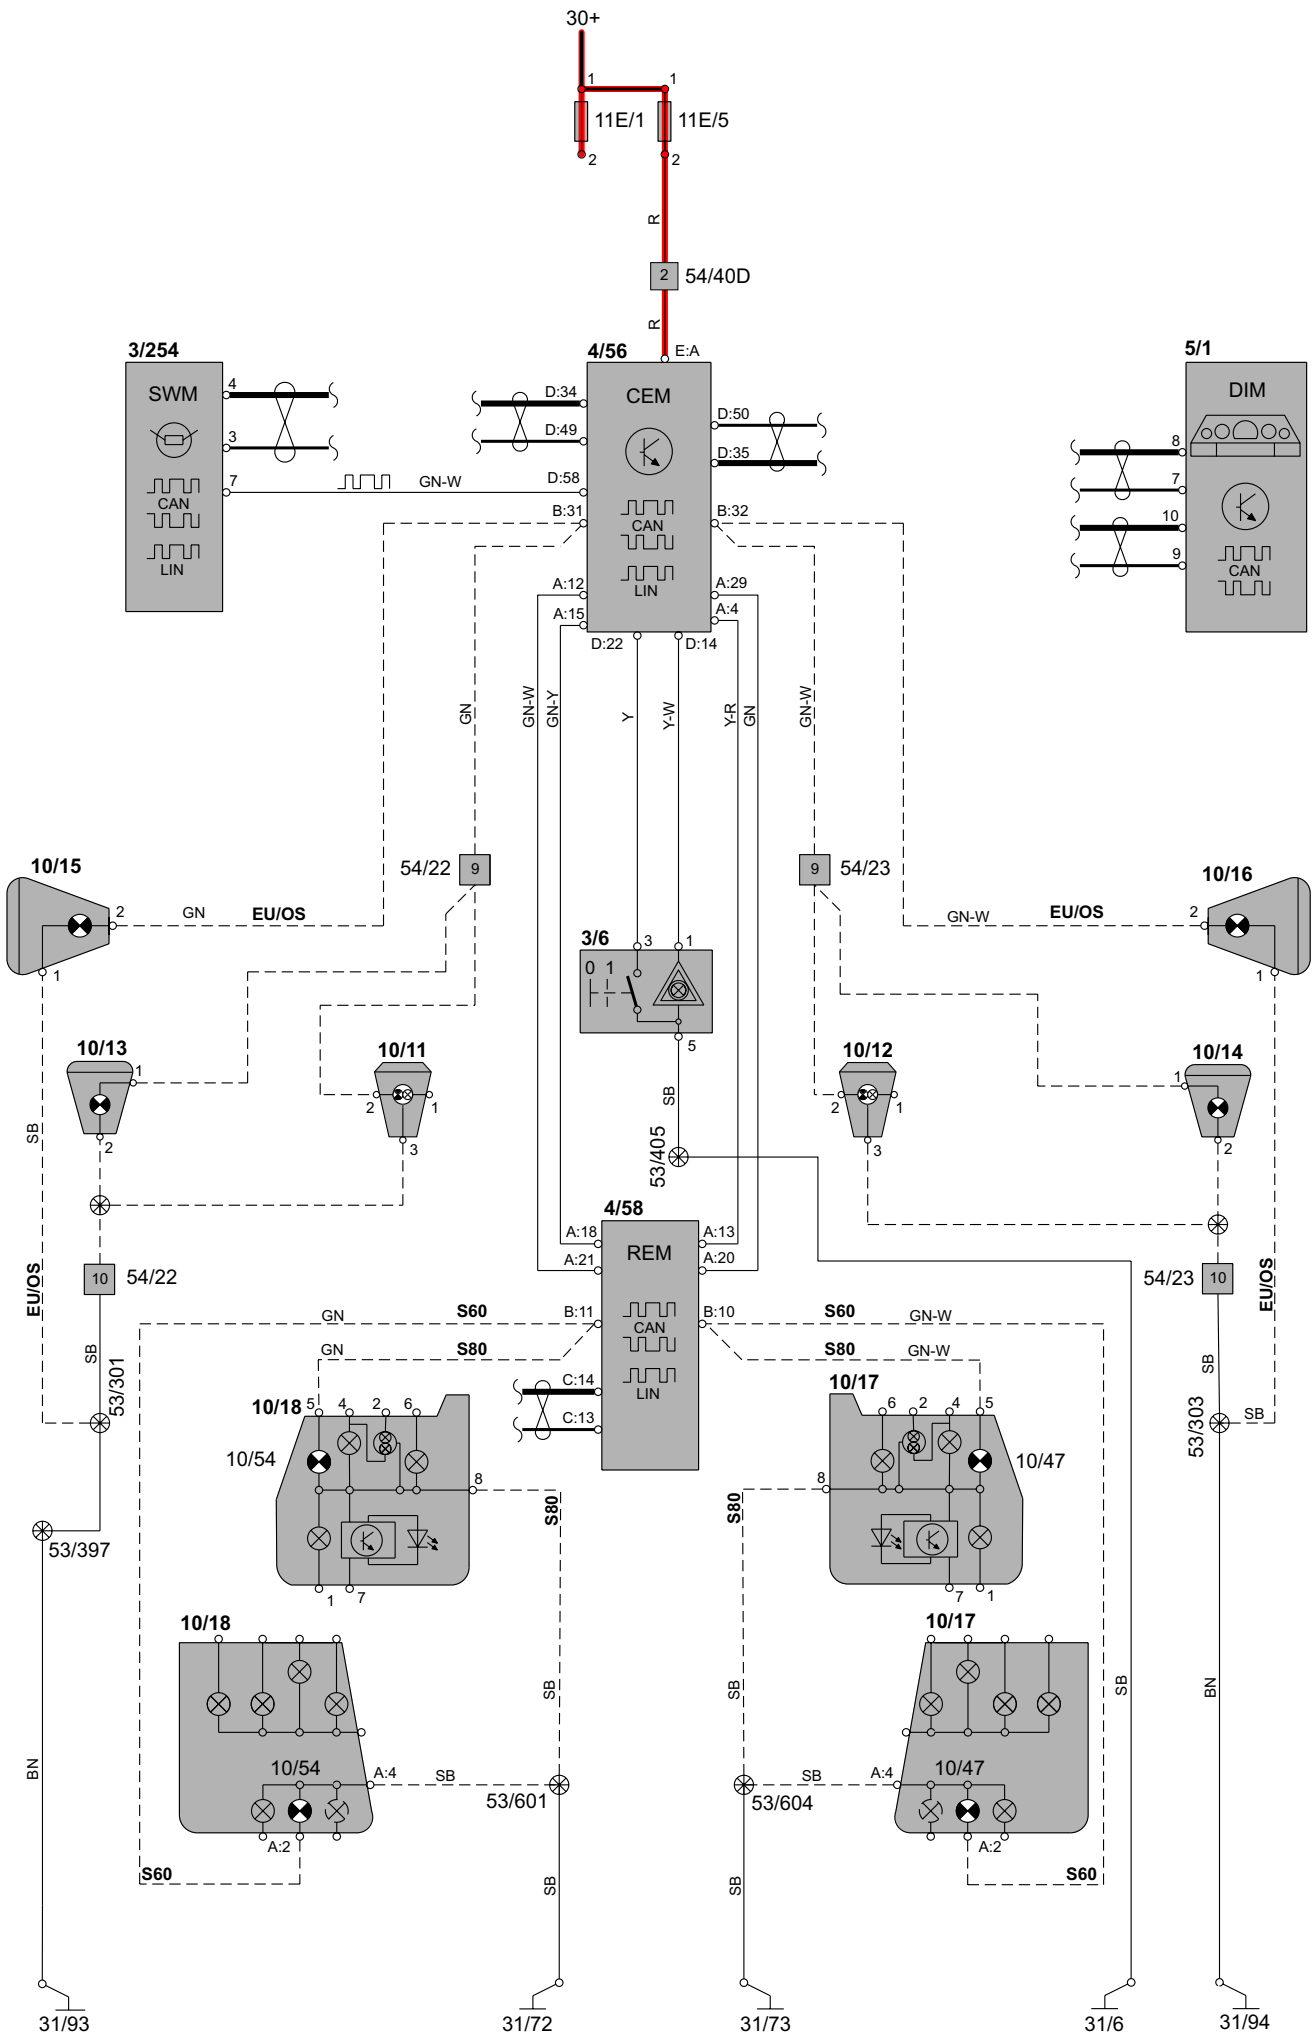 30+
1 1
11E/1 11E/5
2 2
R
2 54/40D
R
3/254 4/56 E:A 5/1
SWM CEM DIM
4 D:34 D:50 8
3 D:49 D:35 7
7 GN-W D:58 10
CAN B:31 CAN B:32 9
LIN A:12 LIN A:29 CAN
A:15 A:4
D:22 D:14
GN GN-W GN-Y Y Y-W Y-R GN GN-W
10/15 54/22 9 9 54/23 10/16
2 GN EU/OS GN-W EU/OS 2
3/6 3 1
0 1
1 1
5
10/13 10/11 10/12 10/14
1 2 1 2 1 1
SB SB
2 3 3 2
53/405
4/58
A:18 REM A:13
A:21 A:20
EU/OS 10 54/22 54/23 10 EU/OS
GN S60 B:11 CAN B:10 S60 GN-W
GN S80 S80 GN-W
SB 53/301 C:14 LIN SB 53/303 SB
C:13
10/18 5 4 2 6 10/17 6 2 4 5
10/54 10/47
8 8
S80 S80
53/397
1 7 7 1
10/18 10/17
SB SB SB BN
BN
10/54 A:4 SB SB A:4 10/47
53/601 53/604
A:2 A:2
S60 S60
SB SB
31/93 31/72 31/73 31/6 31/94